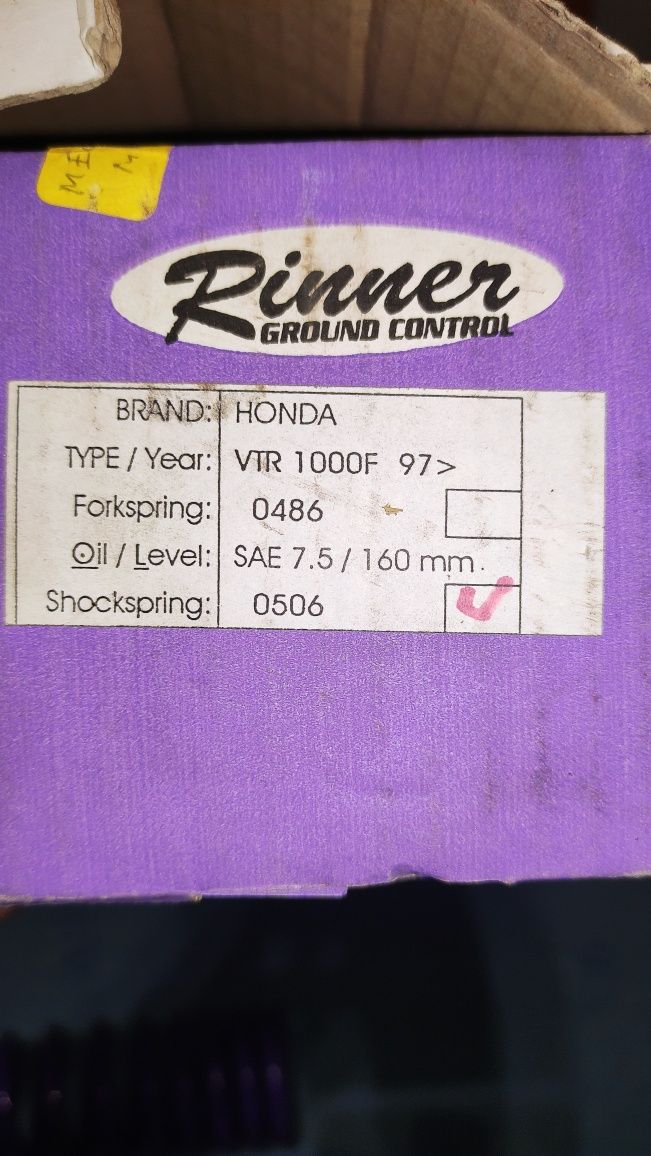 Rinner
GROUND CONTROL
BRAND: HONDA
TYPE / Year: VTR 1000F 97>
Forkspring: 0486
Oil / Level: SAE 7.5 / 160 mm.
Shockspring: 0506